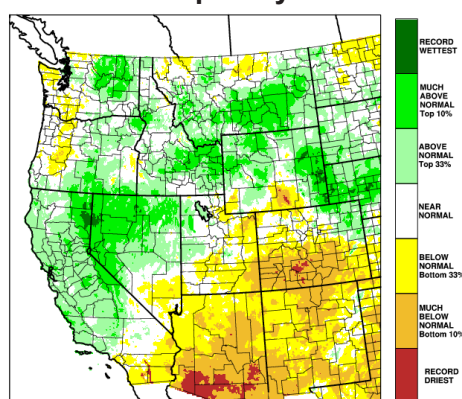 RECORD
WETTEST
MUCH
ABOVE
NORMAL
Top 10%
ABOVE
NORMAL
Top 33%
NEAR
NORMAL
BELOW
NORMAL
Bottom 33%
MUCH
BELOW
NORMAL
Bottom 10%
RECORD
DRIEST